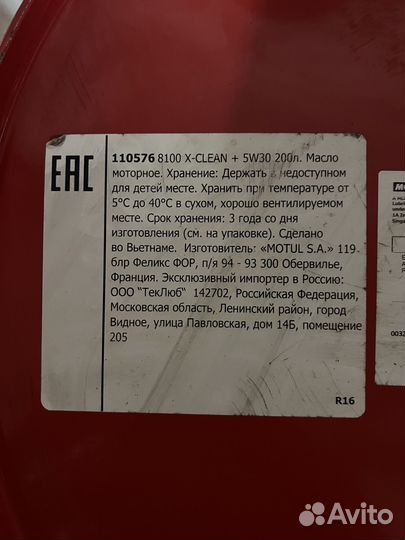 EAC
110576 8100 X-CLEAN + 5W30 200л. Масло
моторное. Хранение: Держать в недоступном
для детей месте. Хранить при температуре от
5°C до 40°C в сухом, хорошо вентилируемом
месте. Срок хранения: 3 года со дня
изготовления (см. на упаковке). Сделано
во Вьетнаме. Изготовитель: «MOTUL S.A.» 119
блр Феликс ФОР, п/я 94 - 93 300 Обервилье,
Франция. Эксклюзивный импортер в Россию:
ООО "ТекЛюб" 142702, Российская Федерация,
Московская область, Ленинский район, город
Видное, улица Павловская, дом 14Б, помещение
205
R16
0032
Avito